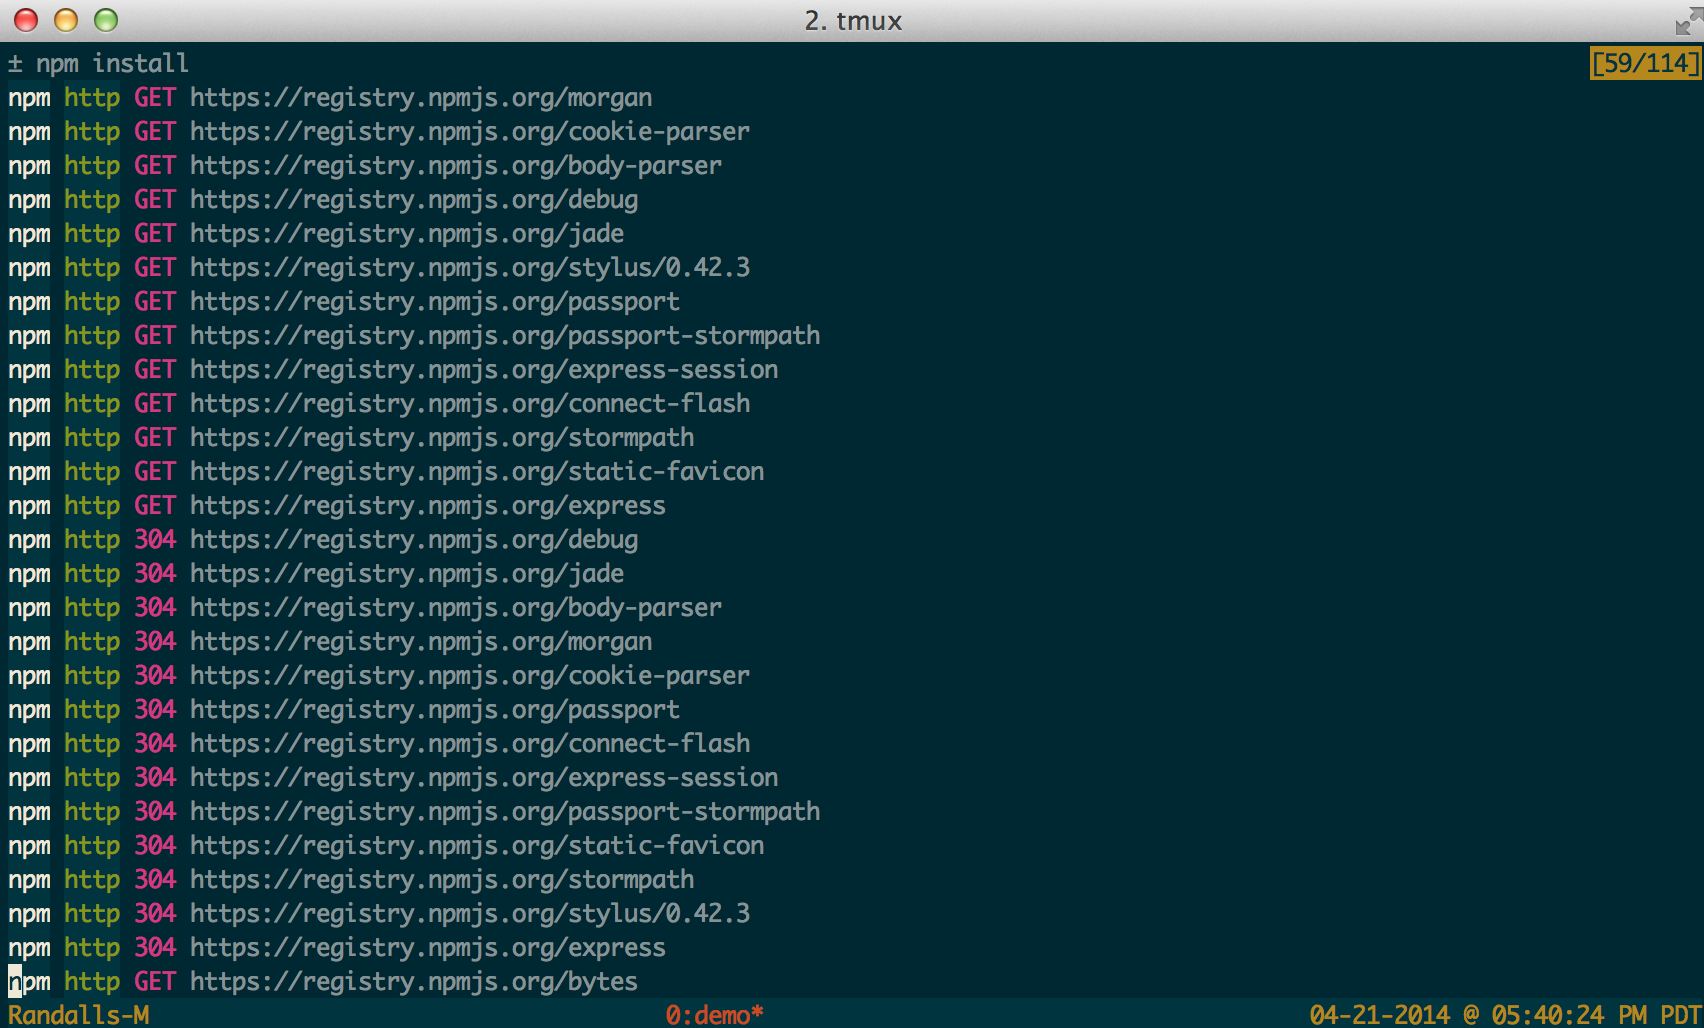 2. tmux
± npm install [59/114]
npm http GET https://registry.npmjs.org/morgan
npm http GET https://registry.npmjs.org/cookie-parser
npm http GET https://registry.npmjs.org/body-parser
npm http GET https://registry.npmjs.org/debug
npm http GET https://registry.npmjs.org/jade
npm http GET https://registry.npmjs.org/stylus/0.42.3
npm http GET https://registry.npmjs.org/passport
npm http GET https://registry.npmjs.org/passport-stormpath
npm http GET https://registry.npmjs.org/express-session
npm http GET https://registry.npmjs.org/connect-flash
npm http GET https://registry.npmjs.org/stormpath
npm http GET https://registry.npmjs.org/static-favicon
npm http GET https://registry.npmjs.org/express
npm http 304 https://registry.npmjs.org/debug
npm http 304 https://registry.npmjs.org/jade
npm http 304 https://registry.npmjs.org/body-parser
npm http 304 https://registry.npmjs.org/morgan
npm http 304 https://registry.npmjs.org/cookie-parser
npm http 304 https://registry.npmjs.org/passport
npm http 304 https://registry.npmjs.org/connect-flash
npm http 304 https://registry.npmjs.org/express-session
npm http 304 https://registry.npmjs.org/passport-stormpath
npm http 304 https://registry.npmjs.org/static-favicon
npm http 304 https://registry.npmjs.org/stormpath
npm http 304 https://registry.npmjs.org/stylus/0.42.3
npm http 304 https://registry.npmjs.org/express
npm http GET https://registry.npmjs.org/bytes
Randalls-M 0:demo* 04-21-2014 @ 05:40:24 PM PDT